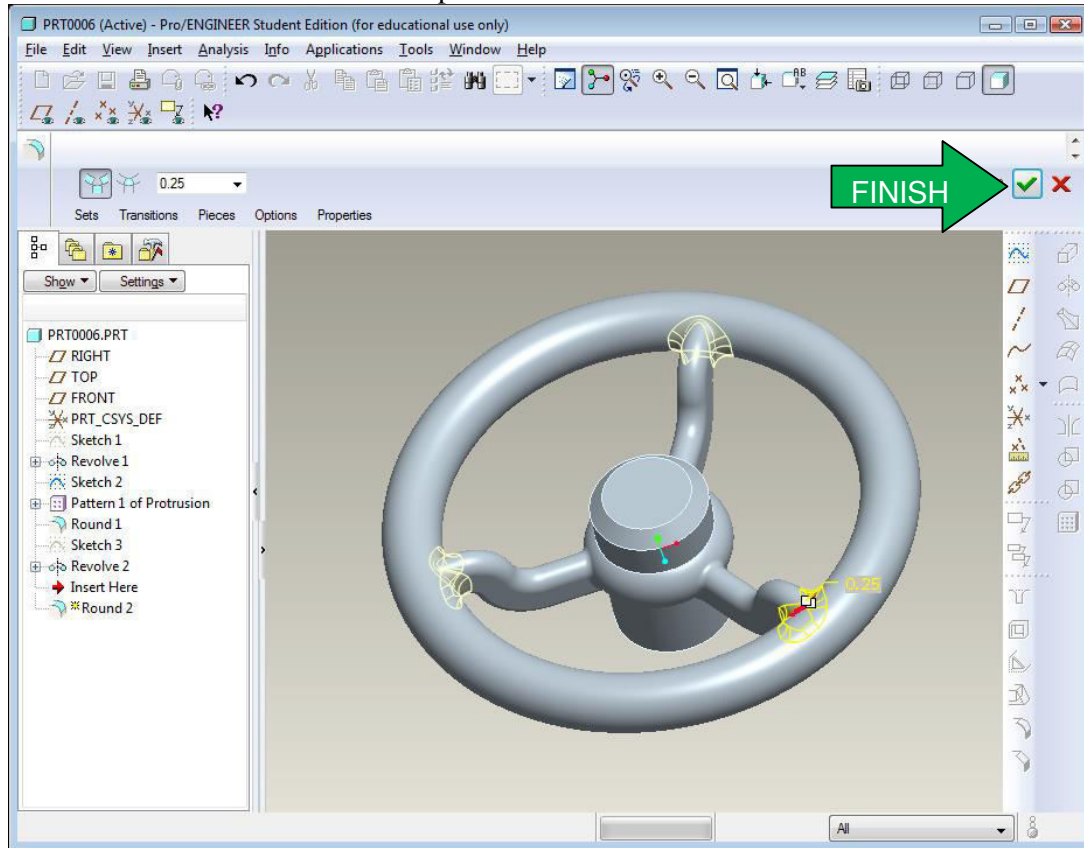 PRT0006 (Active) - Pro/ENGINEER Student Edition (for educational use only)
File Edit View Insert Analysis Info Applications Tools Window Help
FINISH
0.25
Sets Transitions Pieces Options Properties
Show Settings
PRT0006.PRT
RIGHT
TOP
FRONT
PRT_CSYS_DEF
Sketch 1
Revolve 1
Sketch 2
Pattern 1 of Protrusion
Round 1
Sketch 3
Revolve 2
Insert Here
Round 2
0.25
All